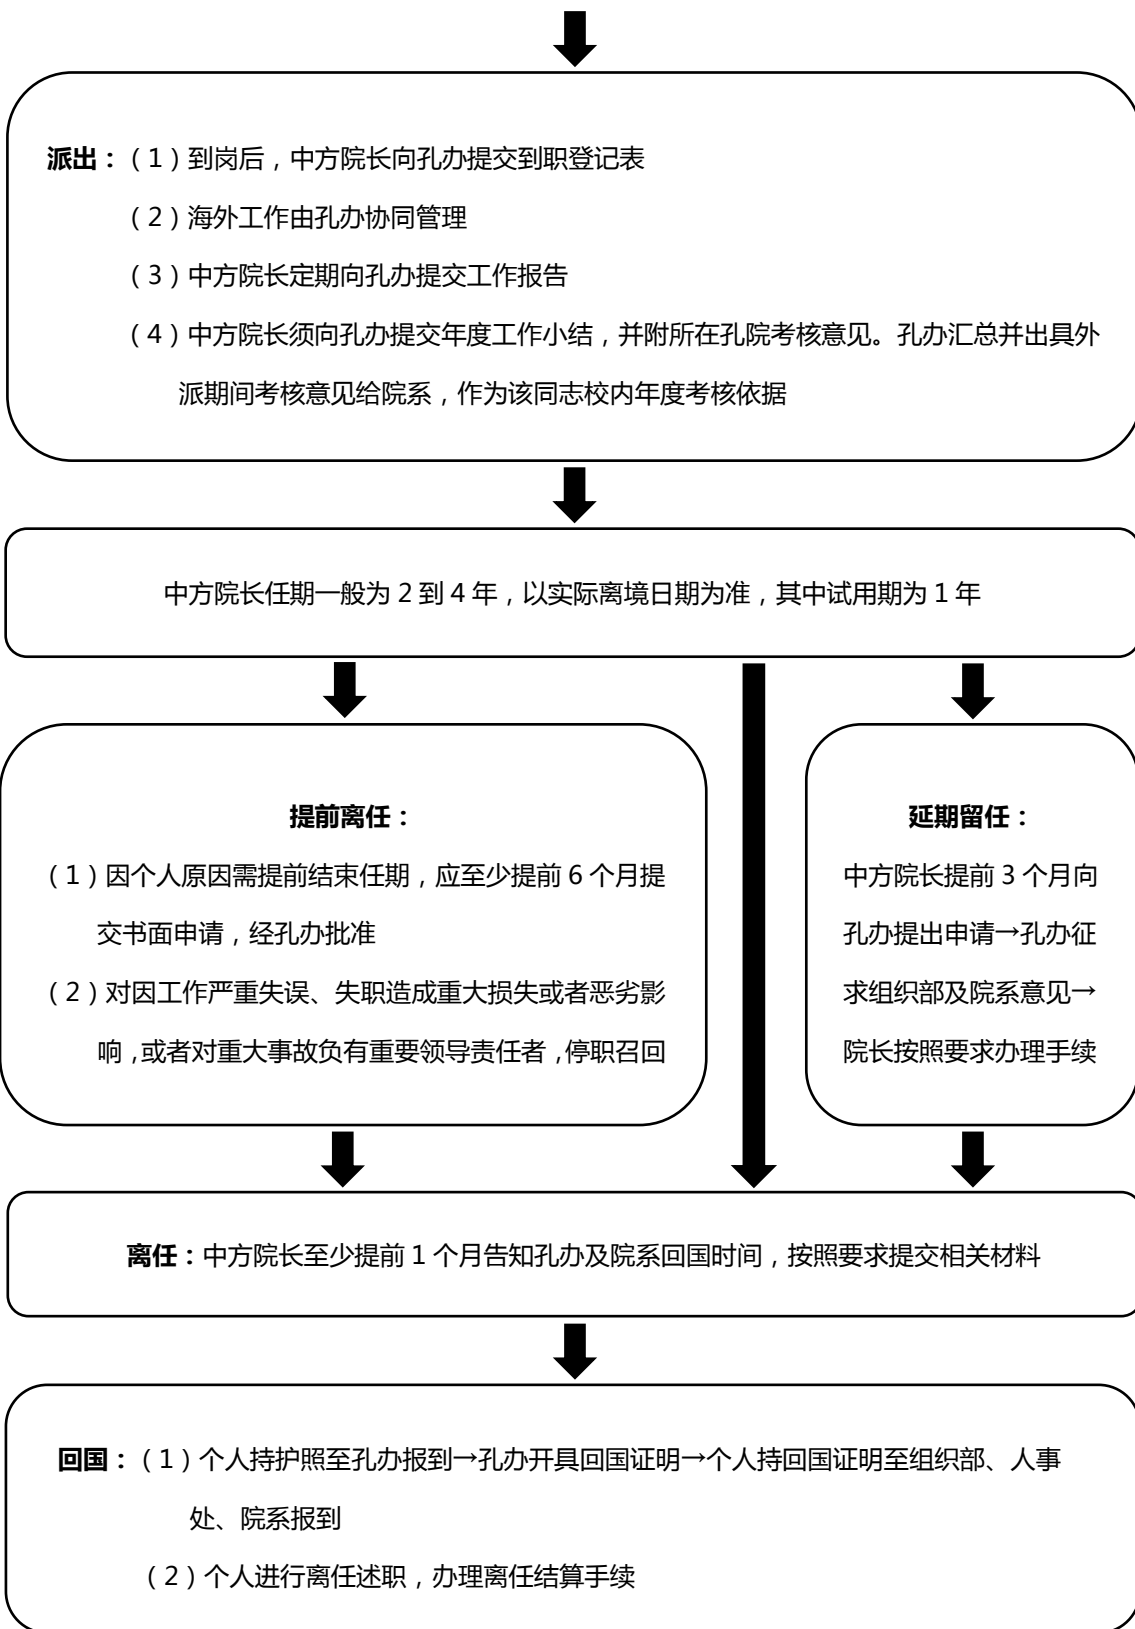 派出：（1）到岗后，中方院长向孔办提交到职登记表
（2）海外工作由孔办协同管理
（3）中方院长定期向孔办提交工作报告
（4）中方院长须向孔办提交年度工作小结，并附所在孔院考核意见。孔办汇总并出具外
派期间考核意见给院系，作为该同志校内年度考核依据
中方院长任期一般为 2 到 4 年，以实际离境日期为准，其中试用期为 1 年
提前离任：
（1）因个人原因需提前结束任期，应至少提前 6 个月提
交书面申请，经孔办批准
（2）对因工作严重失误、失职造成重大损失或者恶劣影
响，或者对重大事故负有重要领导责任者，停职召回
延期留任：
中方院长提前 3 个月向
孔办提出申请→孔办征
求组织部及院系意见→
院长按照要求办理手续
离任：中方院长至少提前 1 个月告知孔办及院系回国时间，按照要求提交相关材料
回国：（1）个人持护照至孔办报到→孔办开具回国证明→个人持回国证明至组织部、人事
处、院系报到
（2）个人进行离任述职，办理离任结算手续